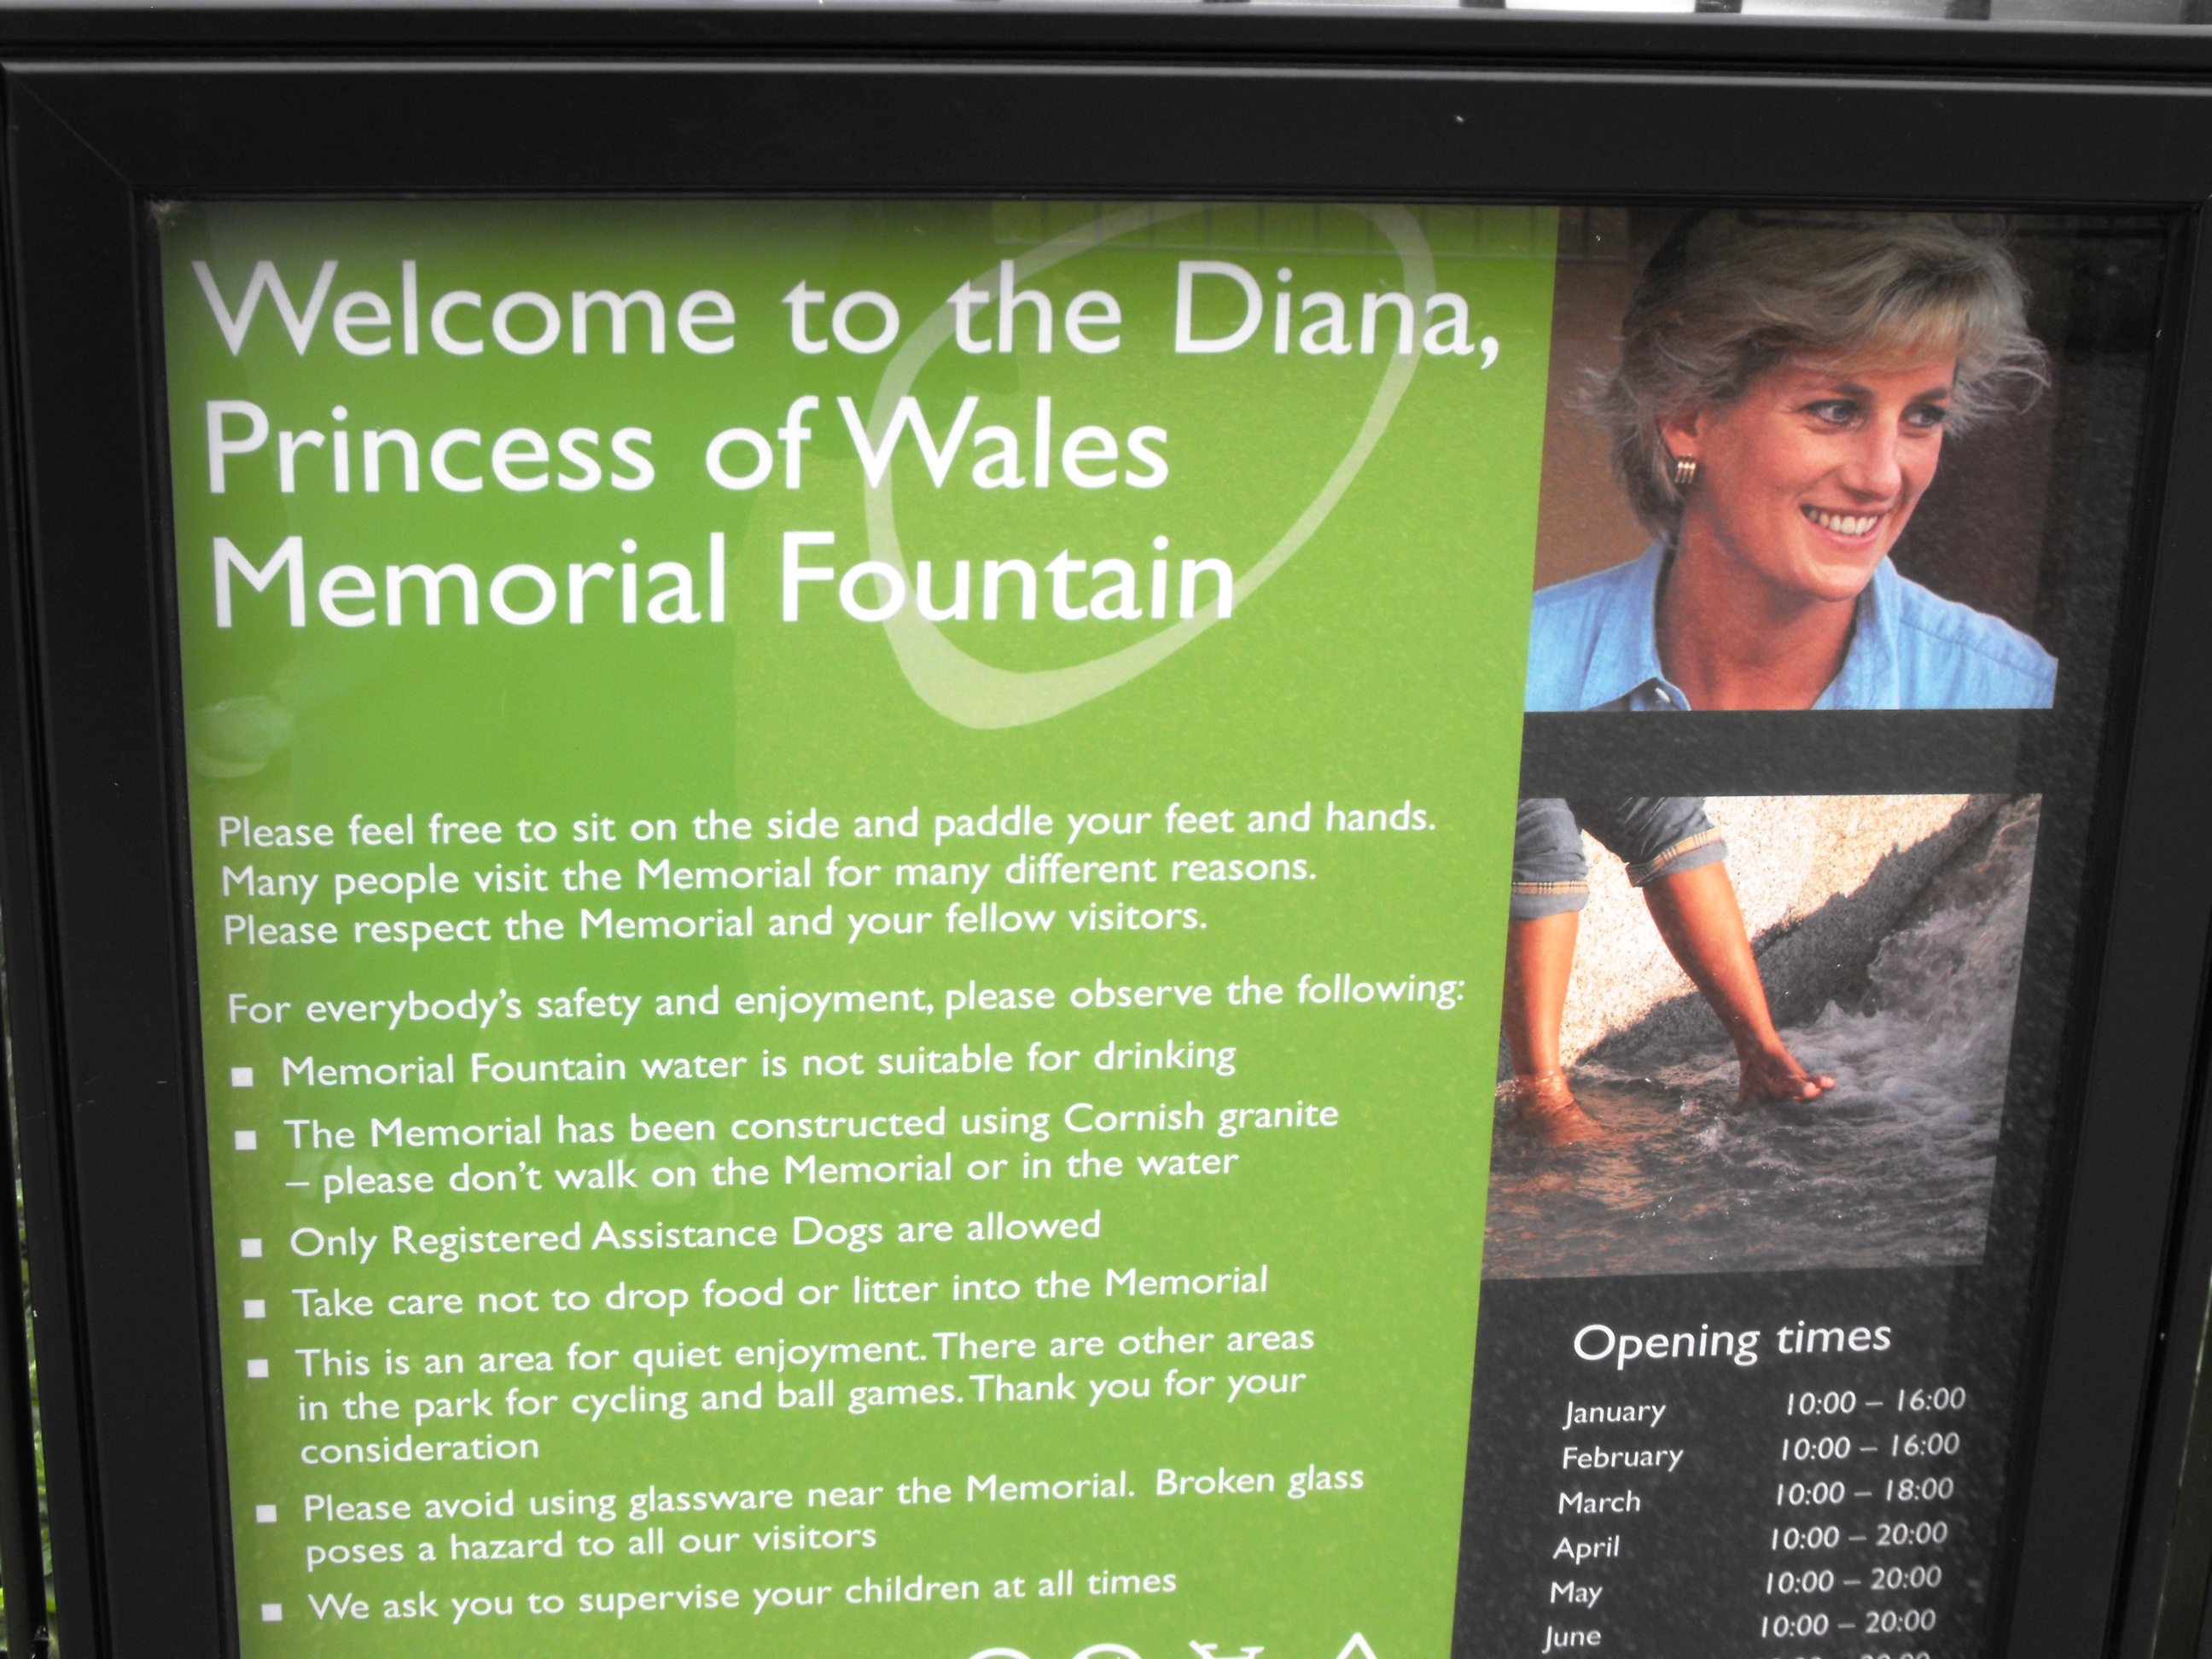 Welcome to the Diana,
Princess of Wales
Memorial Fountain
Please feel free to sit on the side and paddle your feet and hands.
Many people visit the Memorial for many different reasons.
Please respect the Memorial and your fellow visitors.
For everybody's safety and enjoyment, please observe the following:
▪ Memorial Fountain water is not suitable for drinking
▪ The Memorial has been constructed using Cornish granite
– please don't walk on the Memorial or in the water
▪ Only Registered Assistance Dogs are allowed
▪ Take care not to drop food or litter into the Memorial
▪ This is an area for quiet enjoyment. There are other areas
in the park for cycling and ball games. Thank you for your
consideration
▪ Please avoid using glassware near the Memorial. Broken glass
poses a hazard to all our visitors
▪ We ask you to supervise your children at all times
Opening times
January 10:00 – 16:00
February 10:00 – 16:00
March 10:00 – 18:00
April 10:00 – 20:00
May 10:00 – 20:00
June 10:00 – 20:00